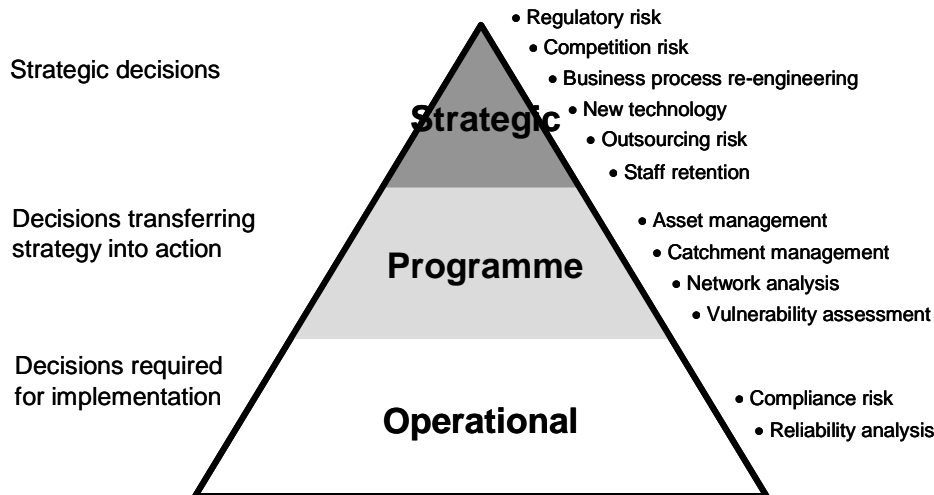 Strategic decisions
Decisions transferring
strategy into action
Decisions required
for implementation
Strategic
Programme
Operational
• Regulatory risk
• Competition risk
• Business process re-engineering
• New technology
• Outsourcing risk
• Staff retention
• Asset management
• Catchment management
• Network analysis
• Vulnerability assessment
• Compliance risk
• Reliability analysis